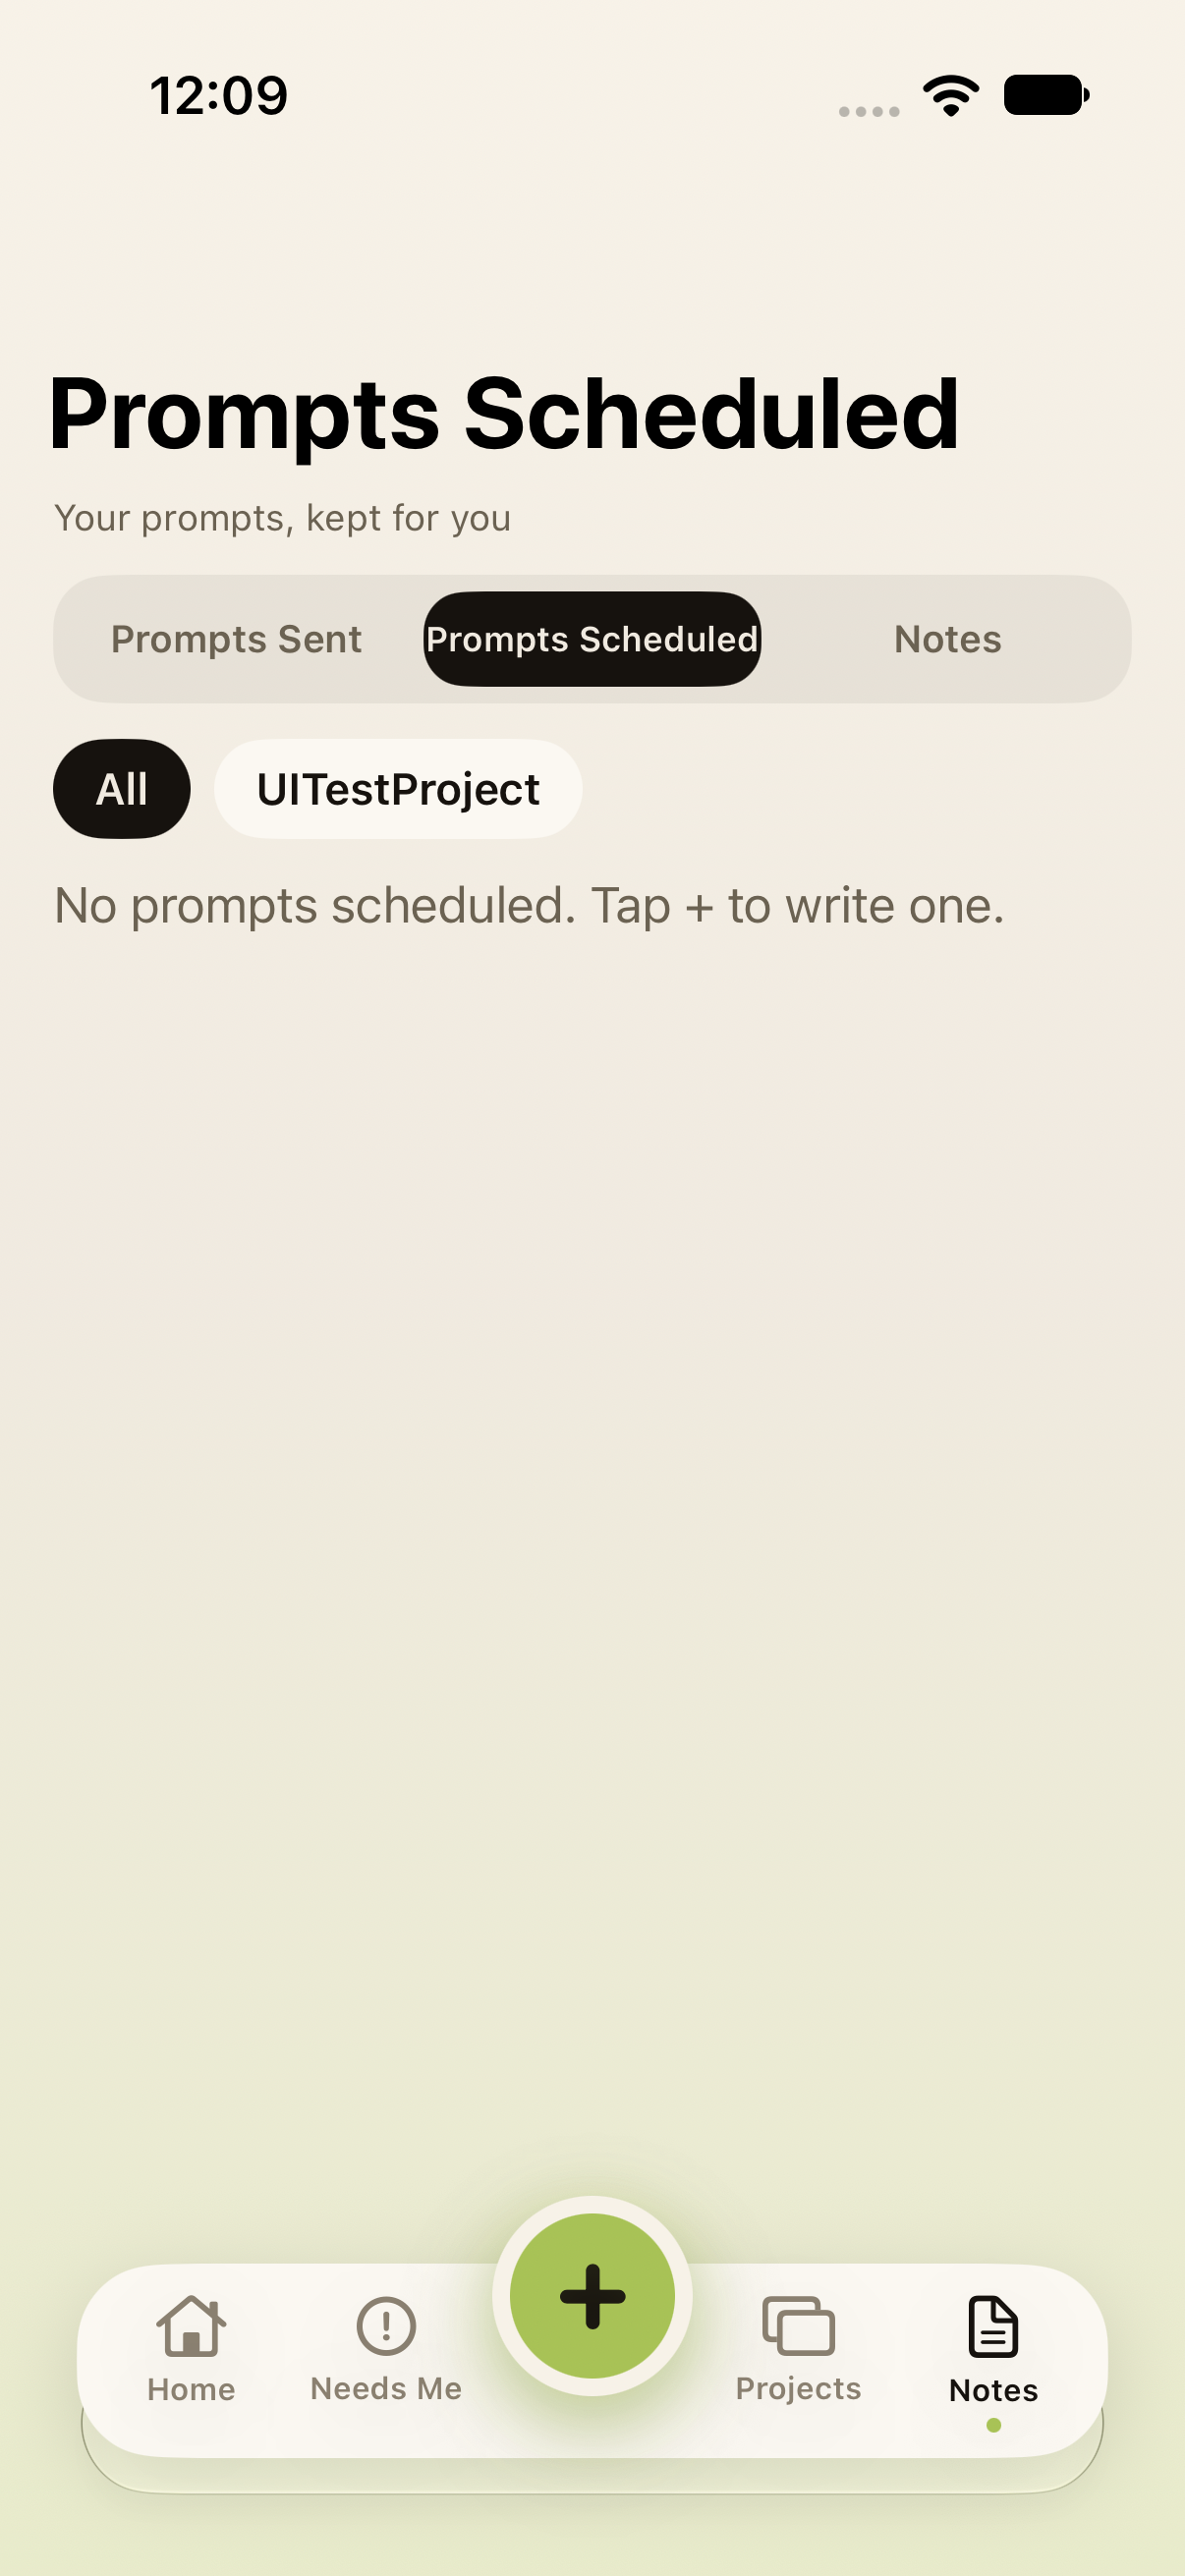 12:09
Prompts Scheduled
Your prompts, kept for you
Prompts Sent Prompts Scheduled Notes
All UITestProject
No prompts scheduled. Tap + to write one.
Home Needs Me Projects Notes